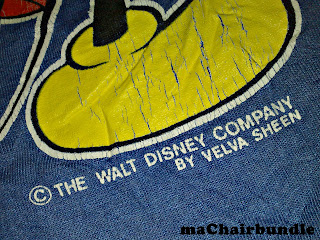 © THE WALT DISNEY COMPANY
BY VELVA SHEEN
maChairbundle